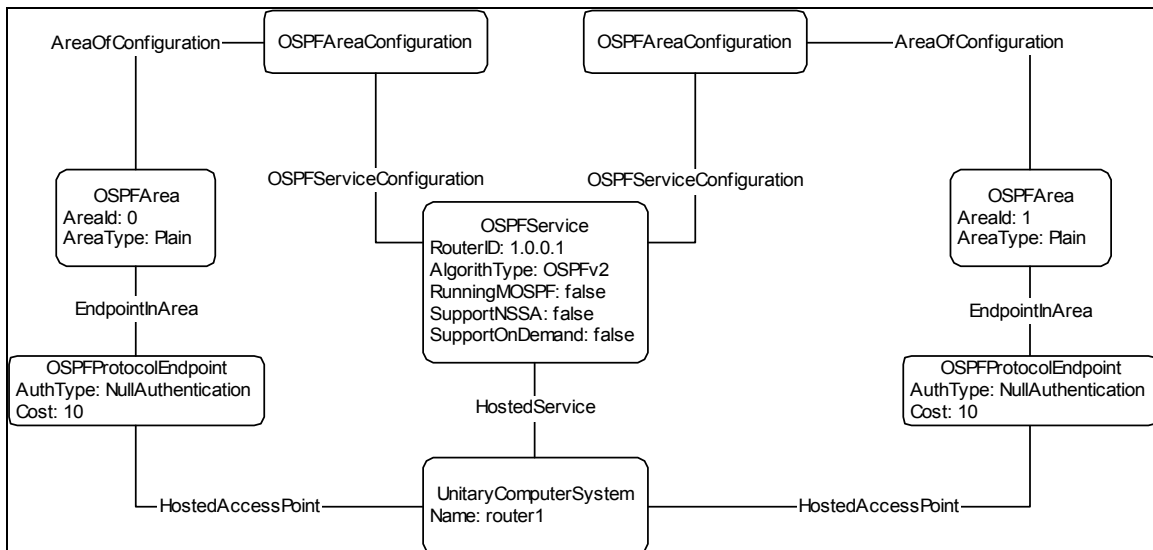 AreaOfConfiguration
OSPFAreaConfiguration
OSPFAreaConfiguration
AreaOfConfiguration
OSPFServiceConfiguration
OSPFServiceConfiguration
OSPFArea
AreaId: 0
AreaType: Plain
OSPFService
RouterID: 1.0.0.1
AlgorithType: OSPFv2
RunningMOSPF: false
SupportNSSA: false
SupportOnDemand: false
OSPFArea
AreaId: 1
AreaType: Plain
EndpointInArea
EndpointInArea
OSPFProtocolEndpoint
AuthType: NullAuthentication
Cost: 10
HostedService
OSPFProtocolEndpoint
AuthType: NullAuthentication
Cost: 10
HostedAccessPoint
UnitaryComputerSystem
Name: router1
HostedAccessPoint